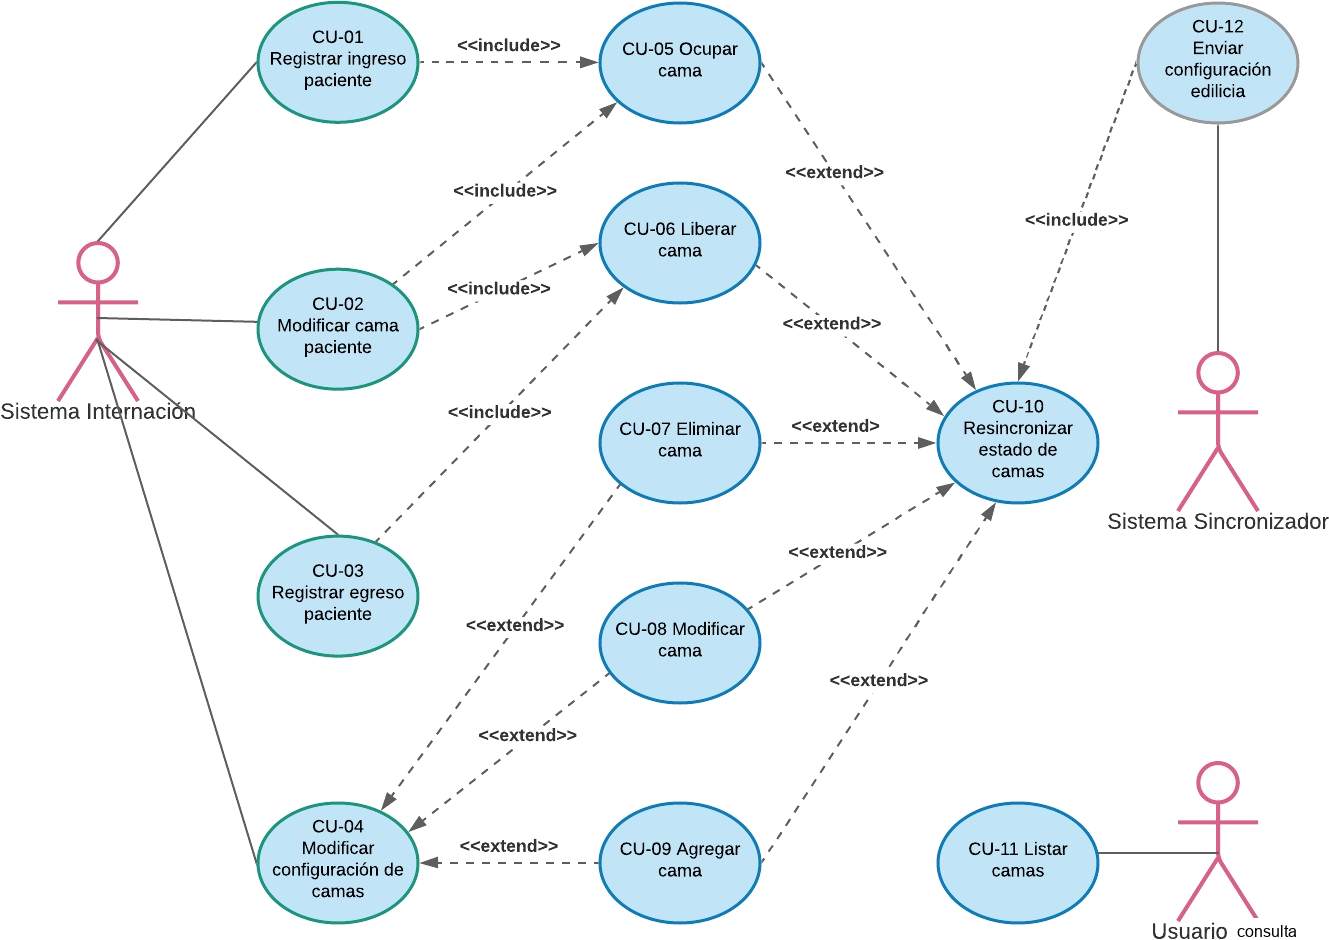 CU-01
Registrar ingreso
paciente
<<include>>
CU-05 Ocupar
cama
CU-12
Enviar
configuración
edilicia
<<extend>>
<<include>>
<<include>>
CU-06 Liberar
cama
CU-02
Modificar cama
paciente
<<include>>
<<extend>>
Sistema Internación
<<include>>
CU-07 Eliminar
cama
<<extend>
CU-10
Resincronizar
estado de
camas
Sistema Sincronizador
CU-03
Registrar egreso
paciente
<<extend>>
<<extend>>
CU-08 Modificar
cama
<<extend>>
<<extend>>
CU-04
Modificar
configuración de
camas
<<extend>>
CU-09 Agregar
cama
CU-11 Listar
camas
Usuario consulta